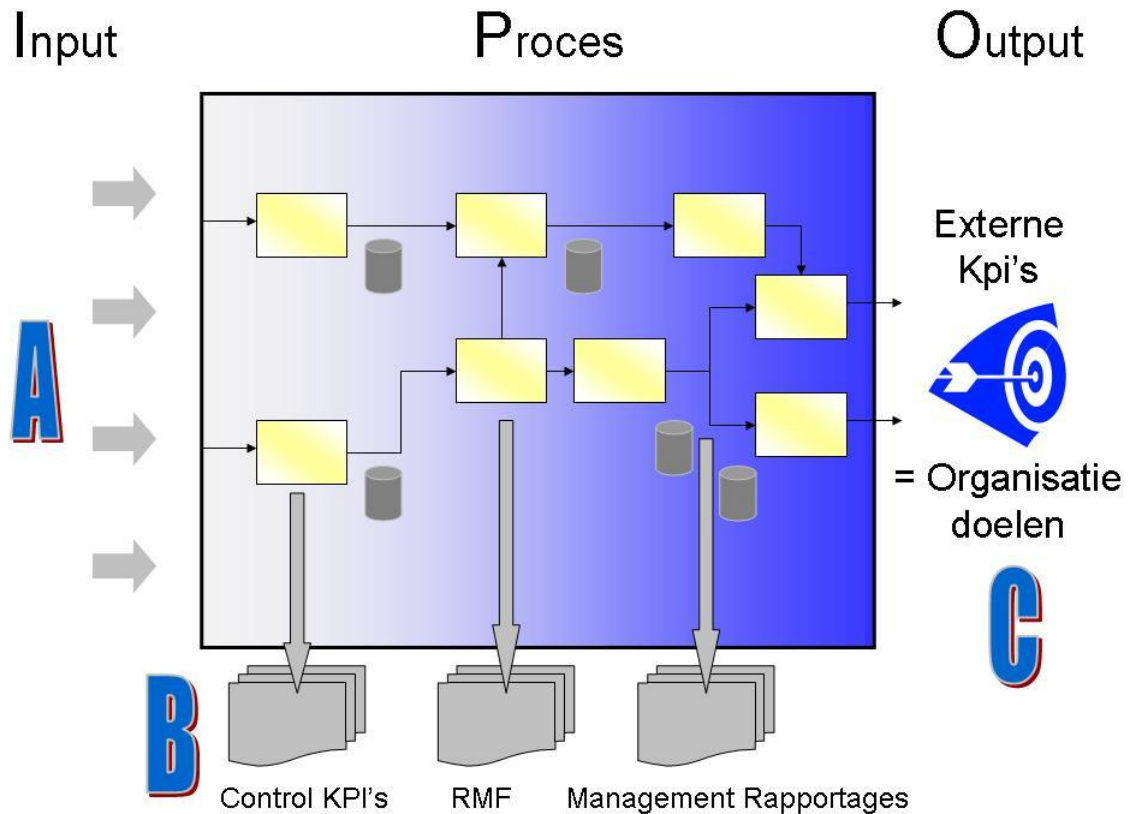 Input
Proces
Output
A
Externe
Kpi's
= Organisatie
doelen
C
B
Control KPI's
RMF
Management Rapportages